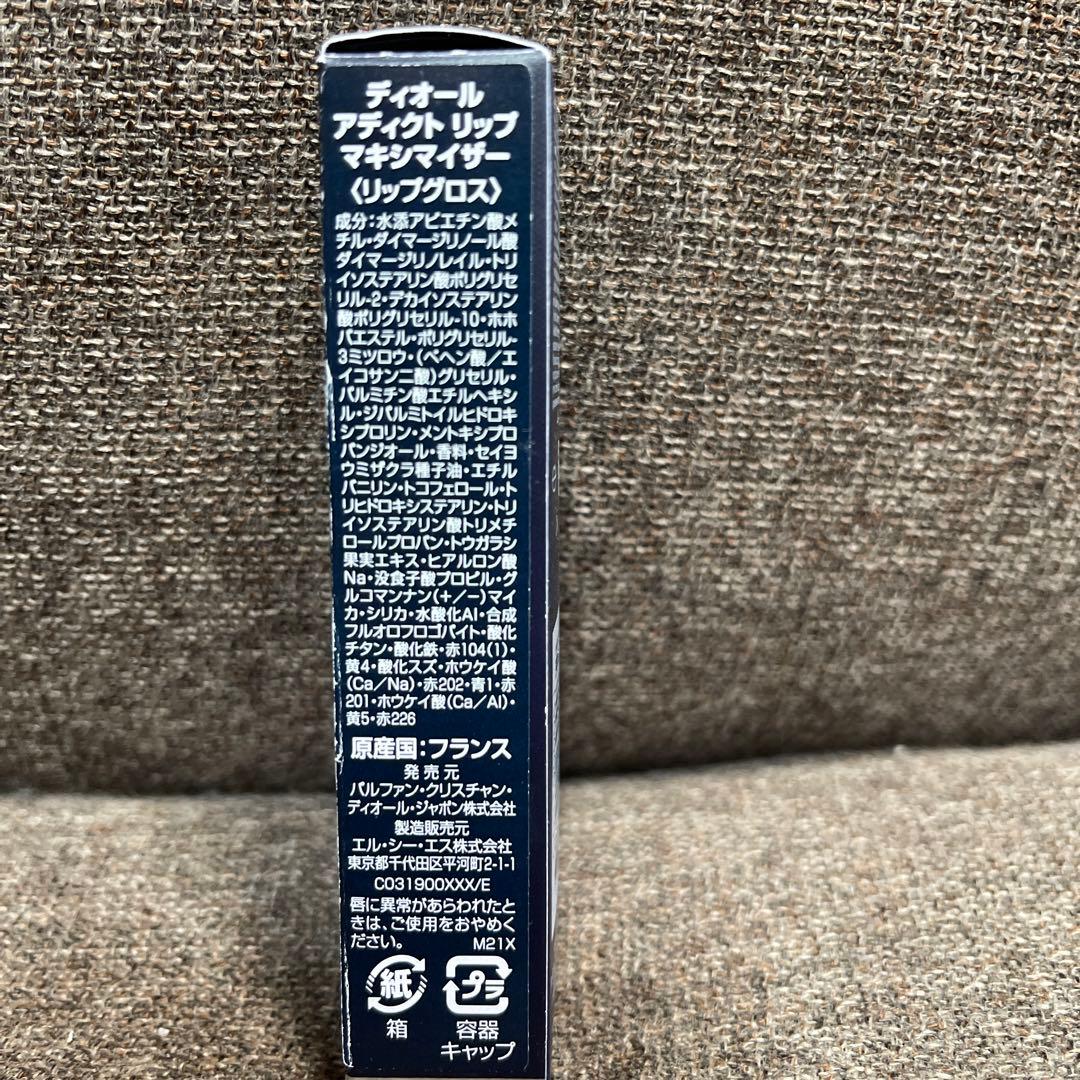 ディオール
アディクト リップ
マキシマイザー
〈リップグロス〉
成分:水添アビエチン酸メ
チル・ダイマージリノール酸
ダイマージリノレイル・トリ
イソステアリン酸ポリグリセ
リル-2・デカイソステアリン
酸ポリグリセリル-10・ホホ
バエステル・ポリグリセリル-
3ミツロウ・(ベヘン酸/エ
イコサン二酸)グリセリル・
パルミチン酸エチルヘキシ
ル・ジパルミトイルヒドロキ
シプロリン・メントキシプロ
パンジオール・香料・セイヨ
ウミザクラ種子油・エチル
バニリン・トコフェロール・ト
リヒドロキシステアリン・トリ
イソステアリン酸トリメチ
ロールプロパン・トウガラシ
果実エキス・ヒアルロン酸
Na・没食子酸プロピル・グ
ルコマンナン(+/−)マイ
カ・シリカ・水酸化Al・合成
フルオロフロゴパイト・酸化
チタン・酸化鉄・赤104(1)・
黄4・酸化スズ・ホウケイ酸
(Ca/Na)・赤202・青1・赤
201・ホウケイ酸(Ca/Al)・
黄5・赤226
原産国:フランス
発売元
パルファン・クリスチャン・
ディオール・ジャポン株式会社
製造販売元
エル・シー・エス株式会社
東京都千代田区平河町2-1-1
C031900XXX/E
唇に異常があらわれたと
きは、ご使用をおやめく
ださい。 M21X
紙 プラ
箱 容器
キャップ